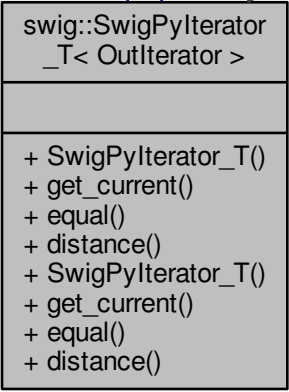 swig::SwigPyIterator
_T< OutIterator >
+ SwigPyIterator_T()
+ get_current()
+ equal()
+ distance()
+ SwigPyIterator_T()
+ get_current()
+ equal()
+ distance()